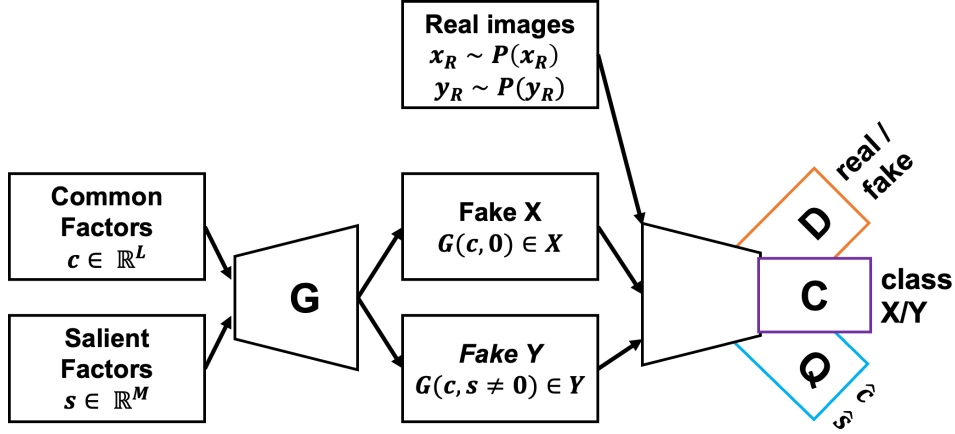 Real images
x_R ~ P(x_R)
y_R ~ P(y_R)
Common
Factors
c ∈ ℝ^L
Salient
Factors
s ∈ ℝ^M
G
Fake X
G(c, 0) ∈ X
Fake Y
G(c, s ≠ 0) ∈ Y
D
real /
fake
C
class
X/Y
Q
ĉ
ŝ